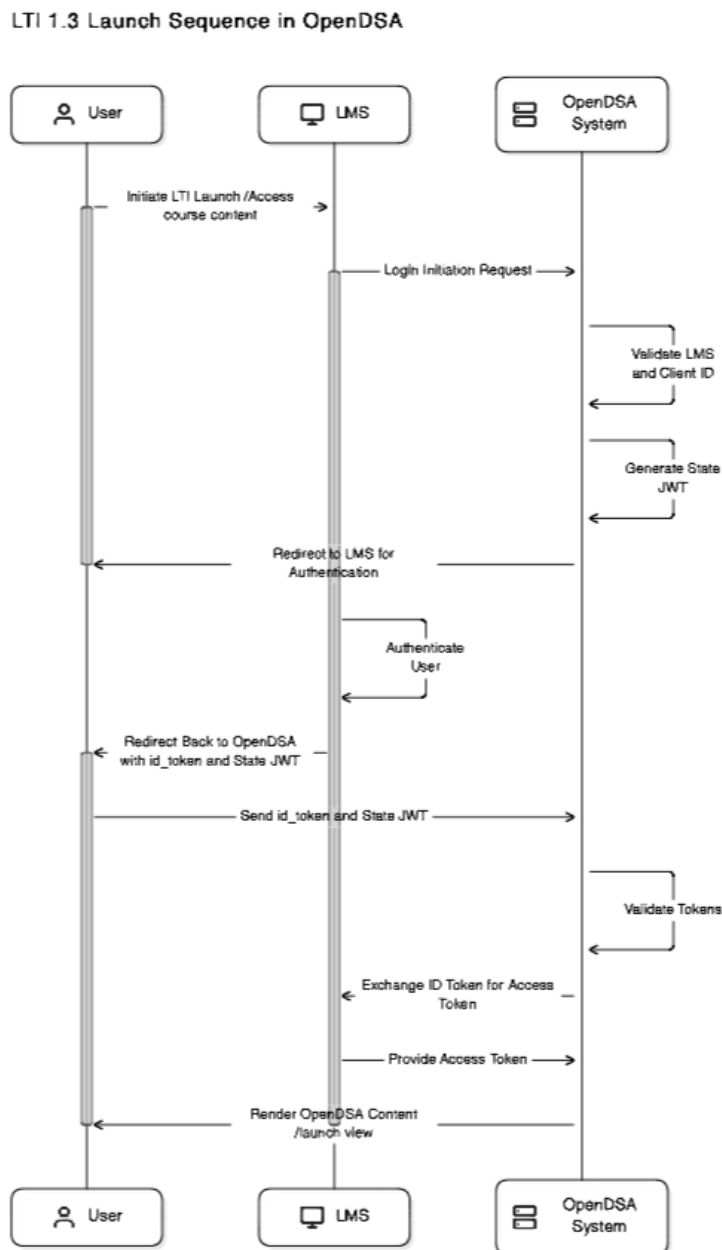 LTI 1.3 Launch Sequence in OpenDSA
User
LMS
OpenDSA
System
Initiate LTI Launch /Access
course content
Login Initiation Request
Validate LMS
and Client ID
Generate State
JWT
Redirect to LMS for
Authentication
Authenticate
User
Redirect Back to OpenDSA
with id_token and State JWT
Send id_token and State JWT
Validate Tokens
Exchange ID Token for Access
Token
Provide Access Token
Render OpenDSA Content
/launch view
User
LMS
OpenDSA
System